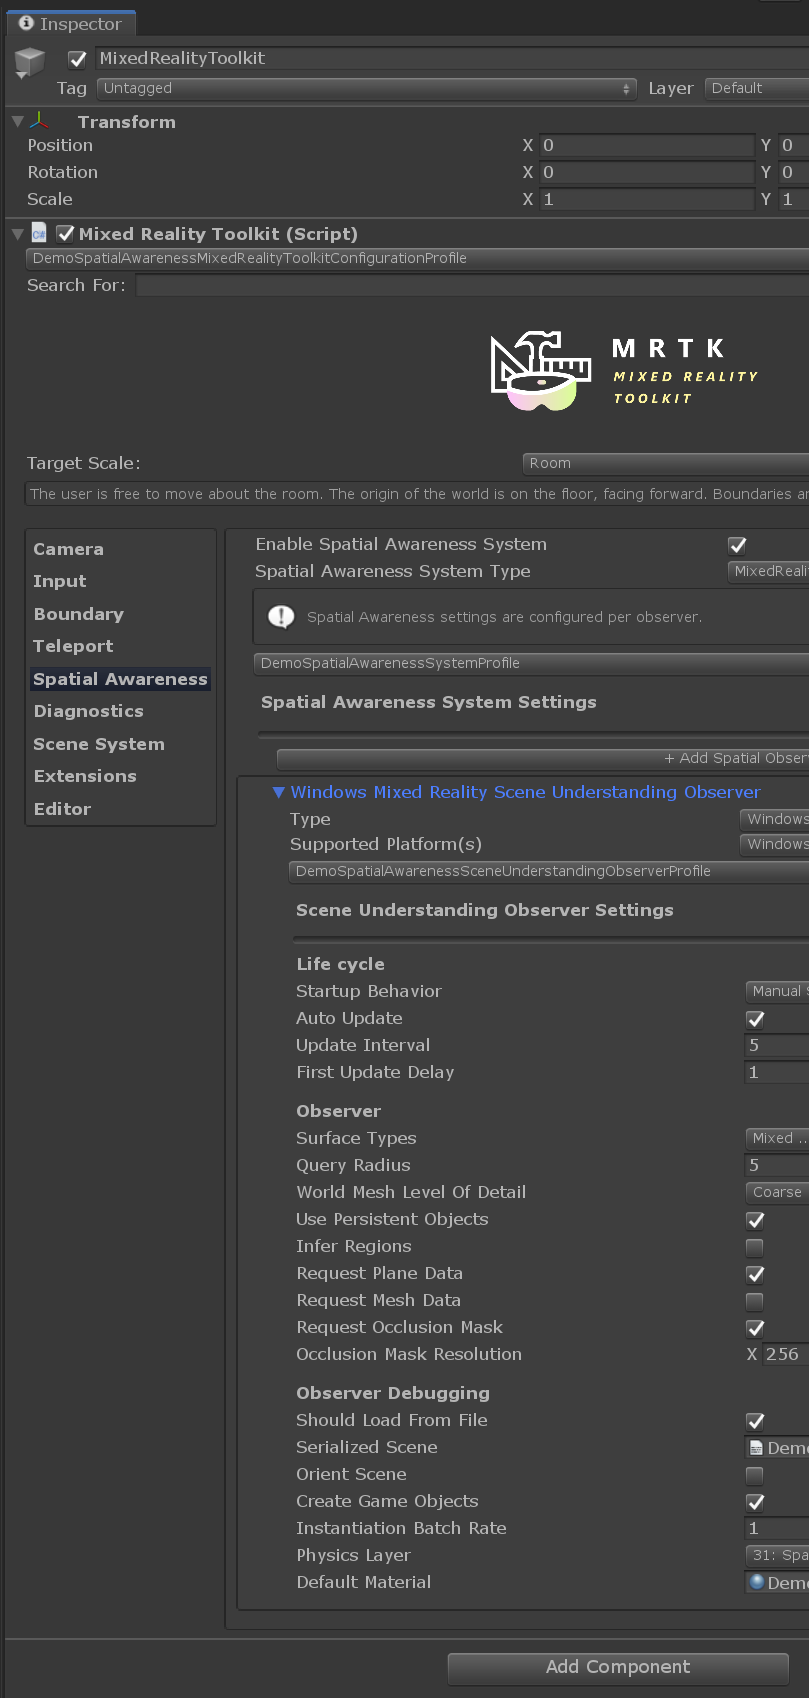 Inspector
MixedRealityToolkit
Tag Untagged Layer Default
Transform
Position X 0 Y 0
Rotation X 0 Y 0
Scale X 1 Y 1
Mixed Reality Toolkit (Script)
DemoSpatialAwarenessMixedRealityToolkitConfigurationProfile
Search For:
MRTK
MIXED REALITY
TOOLKIT
Target Scale: Room
The user is free to move about the room. The origin of the world is on the floor, facing forward. Boundaries
Camera
Input
Boundary
Teleport
Spatial Awareness
Diagnostics
Scene System
Extensions
Editor
Enable Spatial Awareness System
Spatial Awareness System Type MixedReali
Spatial Awareness settings are configured per observer.
DemoSpatialAwarenessSystemProfile
Spatial Awareness System Settings
+ Add Spatial Obser
Windows Mixed Reality Scene Understanding Observer
Type Windows
Supported Platform(s) Windows
DemoSpatialAwarenessSceneUnderstandingObserverProfile
Scene Understanding Observer Settings
Life cycle
Startup Behavior Manual
Auto Update
Update Interval 5
First Update Delay 1
Observer
Surface Types Mixed ...
Query Radius 5
World Mesh Level Of Detail Coarse
Use Persistent Objects
Infer Regions
Request Plane Data
Request Mesh Data
Request Occlusion Mask
Occlusion Mask Resolution X 256
Observer Debugging
Should Load From File
Serialized Scene Demo
Orient Scene
Create Game Objects
Instantiation Batch Rate 1
Physics Layer 31: Spa
Default Material Demo
Add Component